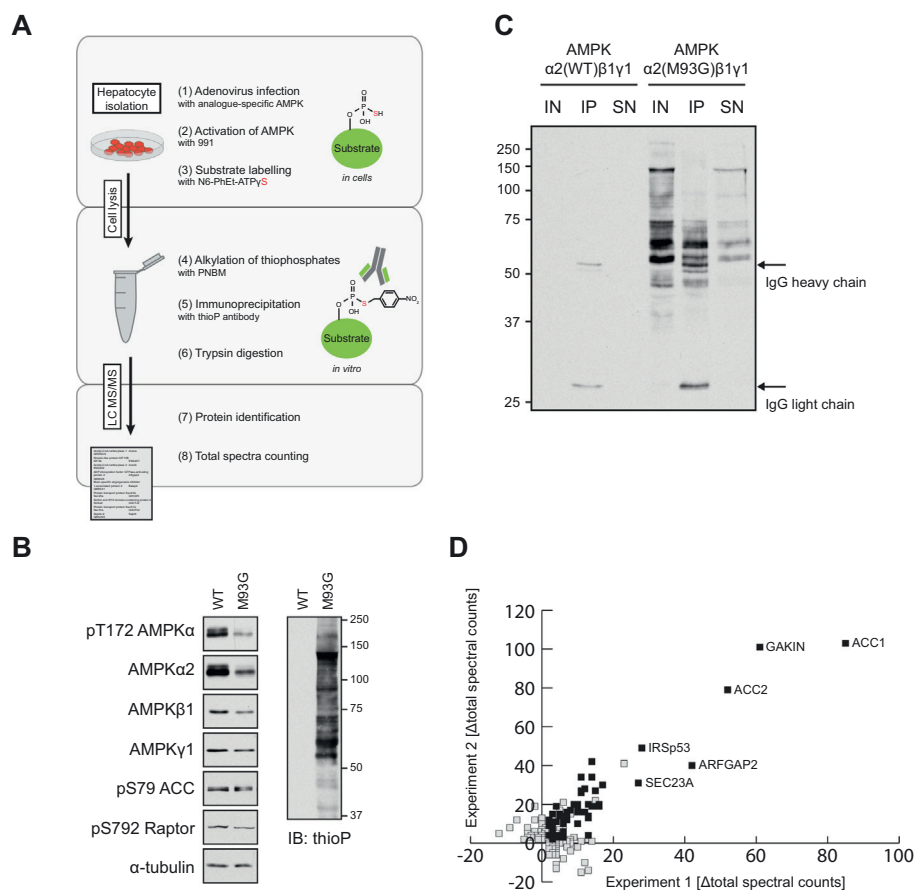 A
Hepatocyte
isolation
(1) Adenovirus infection
with analogue-specific AMPK
(2) Activation of AMPK
with 991
(3) Substrate labelling
with N6-PhEt-ATPγS
O
O P SH
OH
Substrate
in cells
Cell lysis
(4) Alkylation of thiophosphates
with PNBM
(5) Immunoprecipitation
with thioP antibody
(6) Trypsin digestion
O
O P S NO2
OH
Substrate
in vitro
LC MS/MS
(7) Protein identification
(8) Total spectra counting
B
WT M93G
pT172 AMPKα
AMPKα2
AMPKβ1
AMPKγ1
pS79 ACC
pS792 Raptor
α-tubulin
WT M93G
250
150
100
75
50
37
IB: thioP
C
AMPK AMPK
α2(WT)β1γ1 α2(M93G)β1γ1
IN IP SN IN IP SN
250
150
100
75
50
37
25
IgG heavy chain
IgG light chain
D
Experiment 2 [Δtotal spectral counts]
120
100
80
60
40
20
0
-20
-20 0 20 40 60 80 100
Experiment 1 [Δtotal spectral counts]
GAKIN
ACC1
ACC2
IRSp53
ARFGAP2
SEC23A